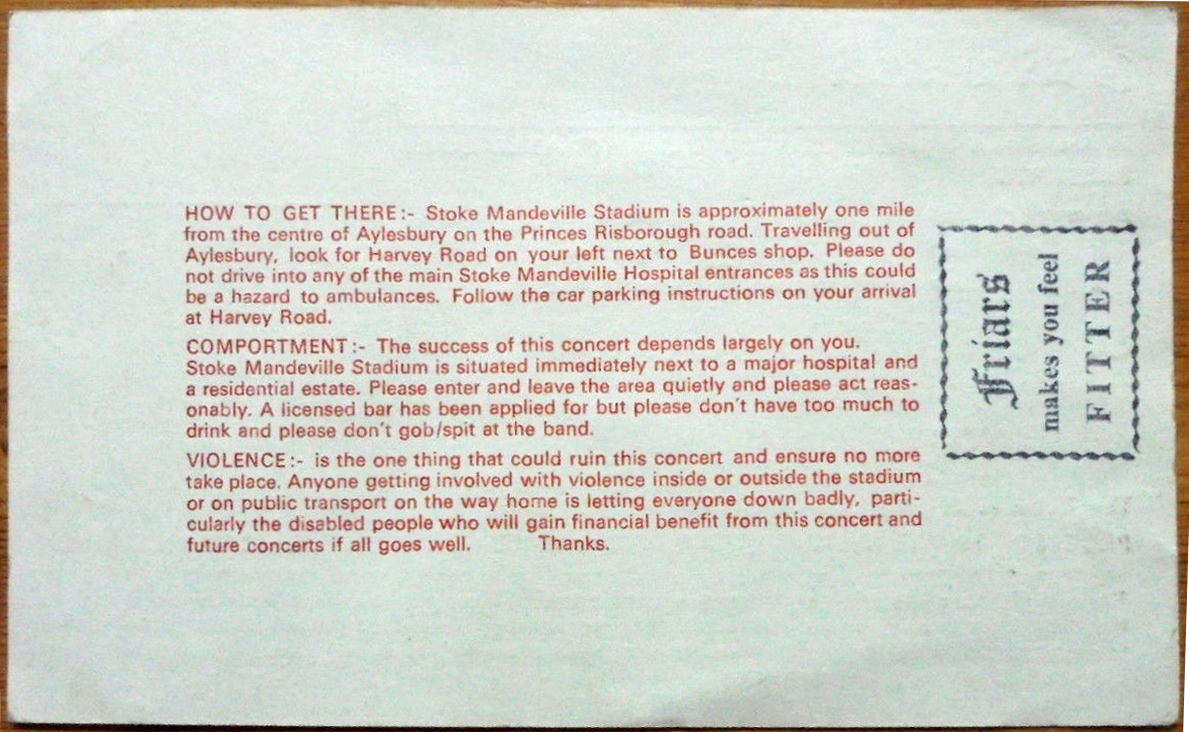 HOW TO GET THERE:- Stoke Mandeville Stadium is approximately one mile
from the centre of Aylesbury on the Princes Risborough road. Travelling out of
Aylesbury, look for Harvey Road on your left next to Bunces shop. Please do
not drive into any of the main Stoke Mandeville Hospital entrances as this could
be a hazard to ambulances. Follow the car parking instructions on your arrival
at Harvey Road.
COMPORTMENT:- The success of this concert depends largely on you.
Stoke Mandeville Stadium is situated immediately next to a major hospital and
a residential estate. Please enter and leave the area quietly and please act reas-
onably. A licensed bar has been applied for but please don't have too much to
drink and please don't gob/spit at the band.
VIOLENCE:- is the one thing that could ruin this concert and ensure no more
take place. Anyone getting involved with violence inside or outside the stadium
or on public transport on the way home is letting everyone down badly, parti-
cularly the disabled people who will gain financial benefit from this concert and
future concerts if all goes well. Thanks.
Friars
makes you feel
FITTER